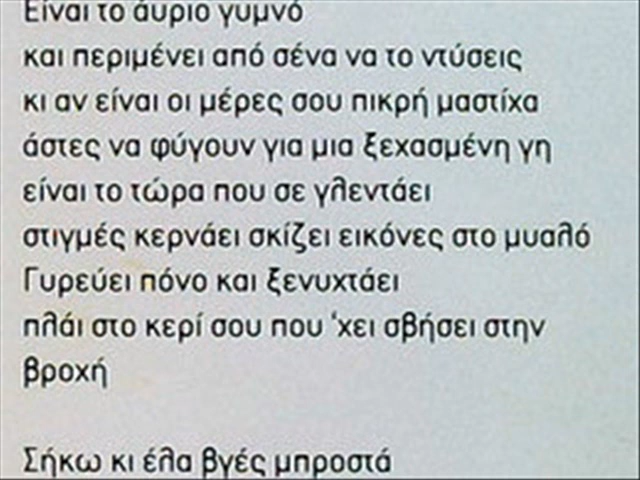 Είναι το αύριο γυμνό
και περιμένει από σένα να το ντύσεις
κι αν είναι οι μέρες σου πικρή μαστίχα
άστες να φύγουν για μια ξεχασμένη γη
είναι το τώρα που σε γλεντάει
στιγμές κερνάει σκίζει εικόνες στο μυαλό
Γυρεύει πόνο και ξενυχτάει
πλάι στο κερί σου που ‘χει σβήσει στην
βροχή
Σήκω κι έλα βγές μπροστά